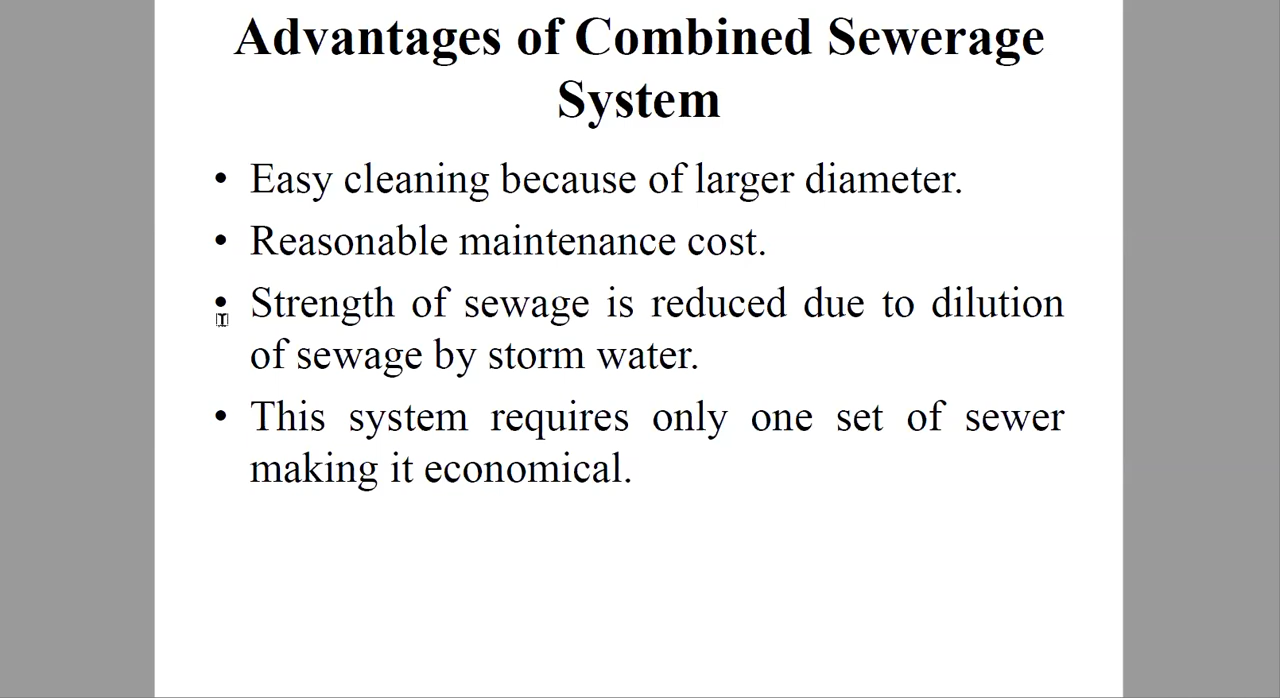 Advantages of Combined Sewerage
System
• Easy cleaning because of larger diameter.
• Reasonable maintenance cost.
• Strength of sewage is reduced due to dilution
of sewage by storm water.
• This system requires only one set of sewer
making it economical.